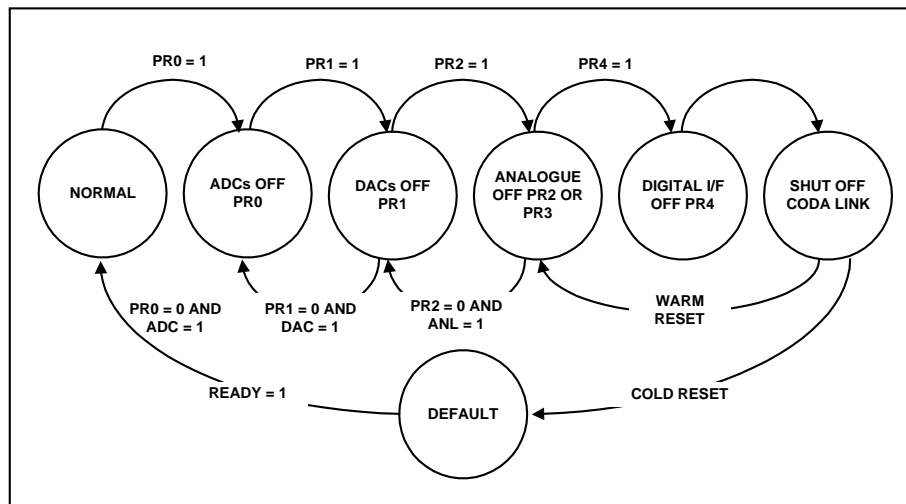 PR0 = 1
PR1 = 1
PR2 = 1
PR4 = 1
NORMAL
ADCs OFF
PR0
DACs OFF
PR1
ANALOGUE
OFF PR2 OR
PR3
DIGITAL I/F
OFF PR4
SHUT OFF
CODA LINK
PR0 = 0 AND
ADC = 1
PR1 = 0 AND
DAC = 1
PR2 = 0 AND
ANL = 1
WARM
RESET
READY = 1
DEFAULT
COLD RESET